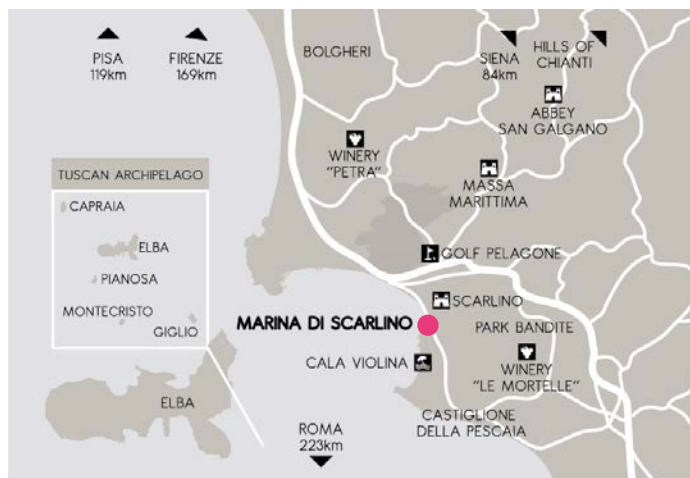 PISA
119km
FIRENZE
169km
BOLGHERI
SIENA
84km
HILLS OF
CHIANTI
ABBEY
SAN GALGANO
WINERY
"PETRA"
MASSA
MARITTIMA
TUSCAN ARCHIPELAGO
CAPRAIA
ELBA
PIANOSA
MONTECRISTO
GIGLIO
GOLF PELAGONE
SCARLINO
MARINA DI SCARLINO
PARK BANDITE
CALA VIOLINA
WINERY
"LE MORTELLE"
ELBA
CASTIGLIONE
DELLA PESCAIA
ROMA
223km